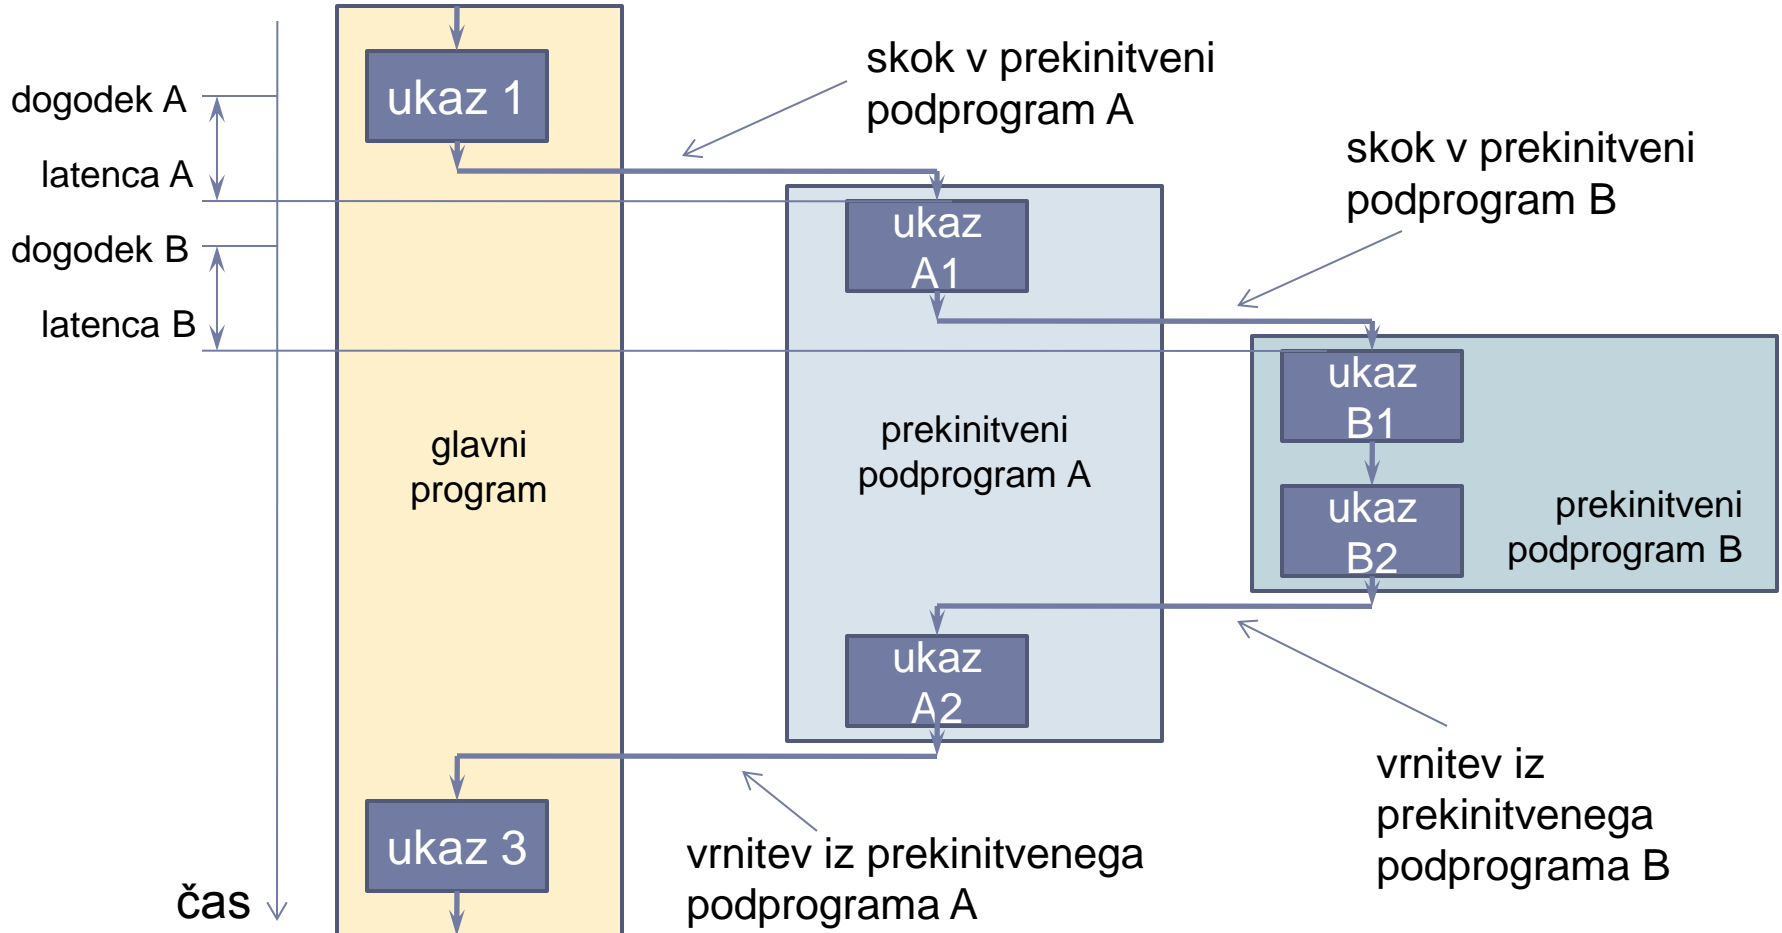 dogodek A
latenca A
dogodek B
latenca B
čas
ukaz 1
glavni
program
ukaz 3
skok v prekinitveni
podprogram A
ukaz
A1
prekinitveni
podprogram A
ukaz
A2
vrnitev iz prekinitvenega
podprograma A
skok v prekinitveni
podprogram B
ukaz
B1
ukaz
B2
prekinitveni
podprogram B
vrnitev iz
prekinitvenega
podprograma B